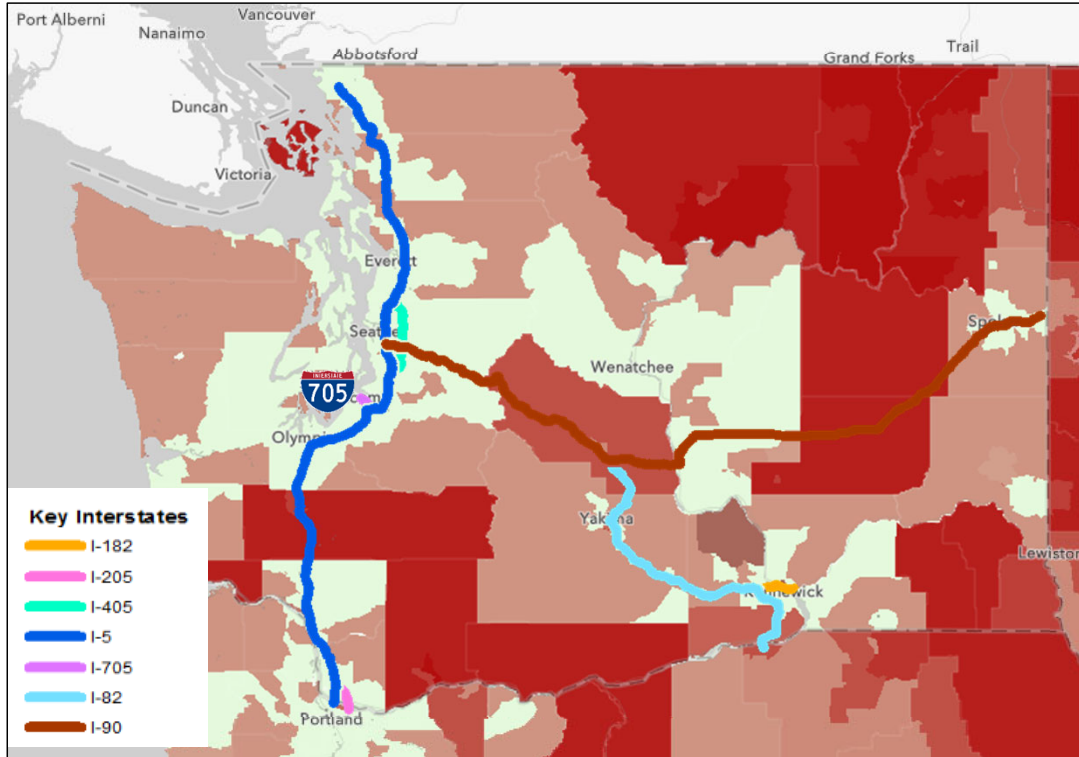 Port Alberni
Vancouver
Nanaimo
Abbotsford
Trail
Grand Forks
Duncan
Victoria
Everett
Seattle
Wenatchee
INTERSTATE
705
Yakima
Lewiston
Kennewick
Portland
Key Interstates
I-182
I-205
I-405
I-5
I-705
I-82
I-90